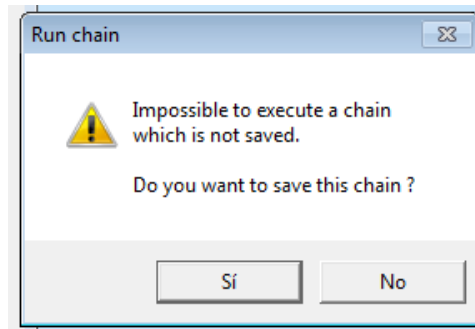 Run chain
Impossible to execute a chain
which is not saved.
Do you want to save this chain ?
Sí
No